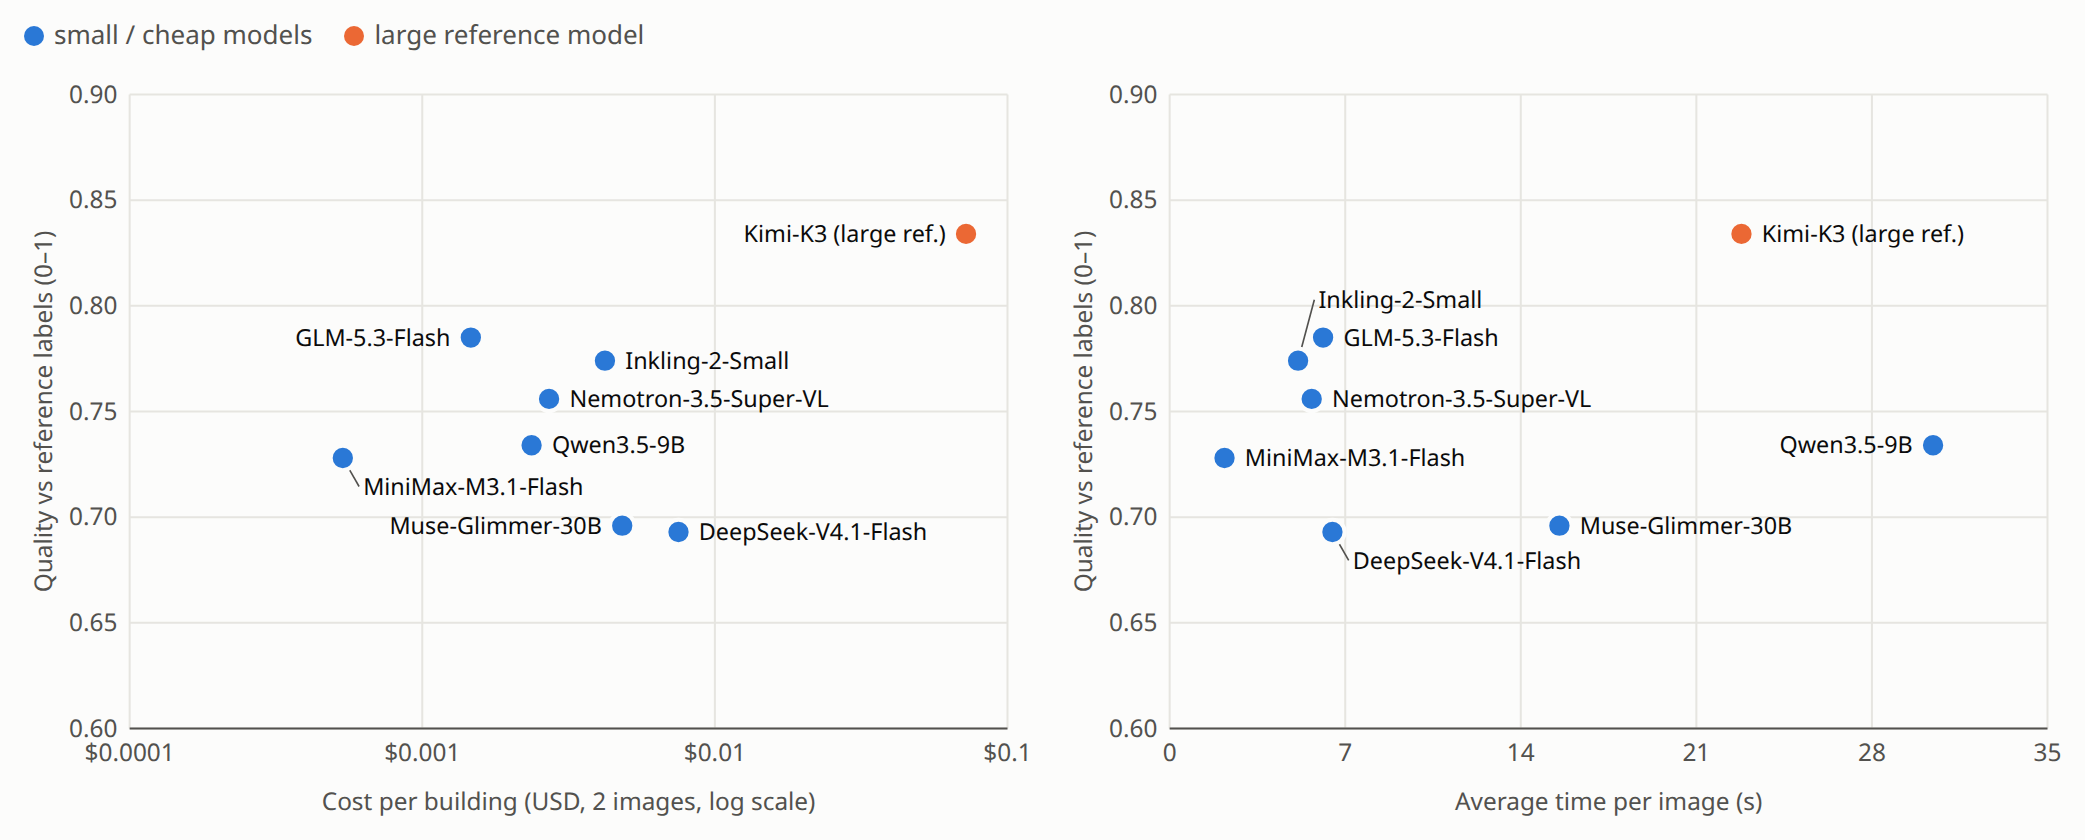 small / cheap models large reference model
Quality vs reference labels (0–1)
0.90
0.85
0.80
0.75
0.70
0.65
0.60
Kimi-K3 (large ref.)
GLM-5.3-Flash
Inkling-2-Small
Nemotron-3.5-Super-VL
Qwen3.5-9B
MiniMax-M3.1-Flash
Muse-Glimmer-30B
DeepSeek-V4.1-Flash
$0.0001 $0.001 $0.01 $0.1
Cost per building (USD, 2 images, log scale)
Quality vs reference labels (0–1)
0.90
0.85
0.80
0.75
0.70
0.65
0.60
Kimi-K3 (large ref.)
Inkling-2-Small
GLM-5.3-Flash
Nemotron-3.5-Super-VL
Qwen3.5-9B
MiniMax-M3.1-Flash
Muse-Glimmer-30B
DeepSeek-V4.1-Flash
0 7 14 21 28 35
Average time per image (s)